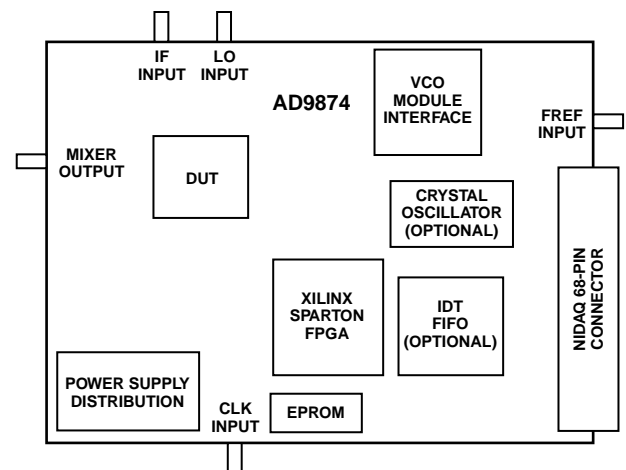 IF
INPUT
LO
INPUT
AD9874
VCO
MODULE
INTERFACE
FREF
INPUT
MIXER
OUTPUT
DUT
CRYSTAL
OSCILLATOR
(OPTIONAL)
NIDAQ 68-PIN
CONNECTOR
XILINX
SPARTON
FPGA
IDT
FIFO
(OPTIONAL)
POWER SUPPLY
DISTRIBUTION
CLK
INPUT
EPROM